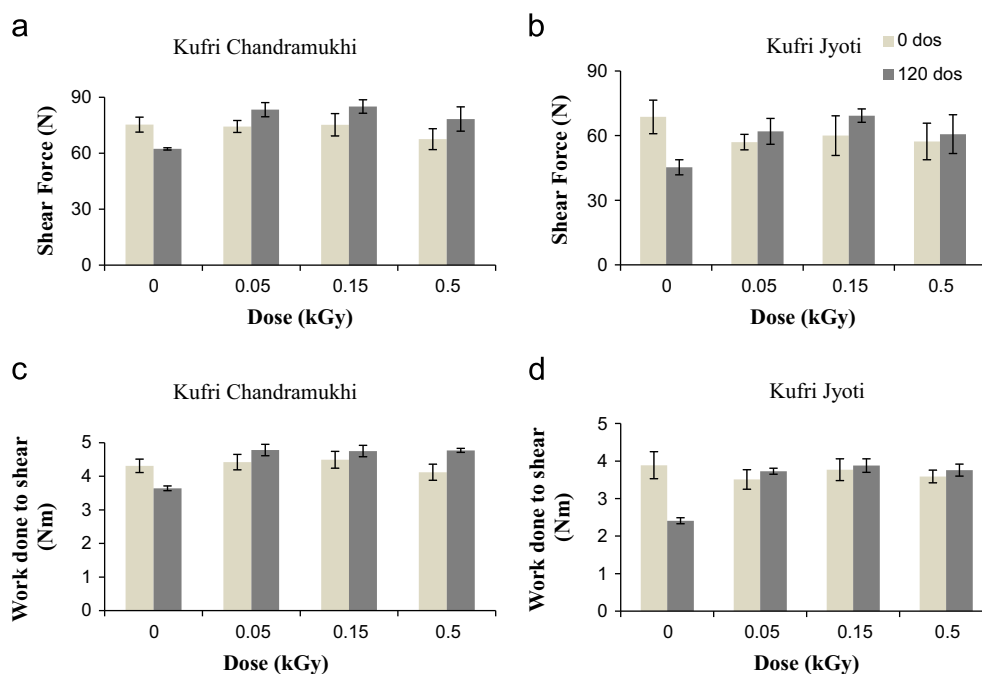 a
Kufri Chandramukhi
Shear Force (N)
90
60
30
0
0 0.05 0.15 0.5
Dose (kGy)
b
Kufri Jyoti
0 dos
120 dos
Shear Force (N)
90
60
30
0
0 0.05 0.15 0.5
Dose (kGy)
c
Kufri Chandramukhi
Work done to shear
(Nm)
5
4
3
2
1
0
0 0.05 0.15 0.5
Dose (kGy)
d
Kufri Jyoti
Work done to shear
(Nm)
5
4
3
2
1
0
0 0.05 0.15 0.5
Dose (kGy)